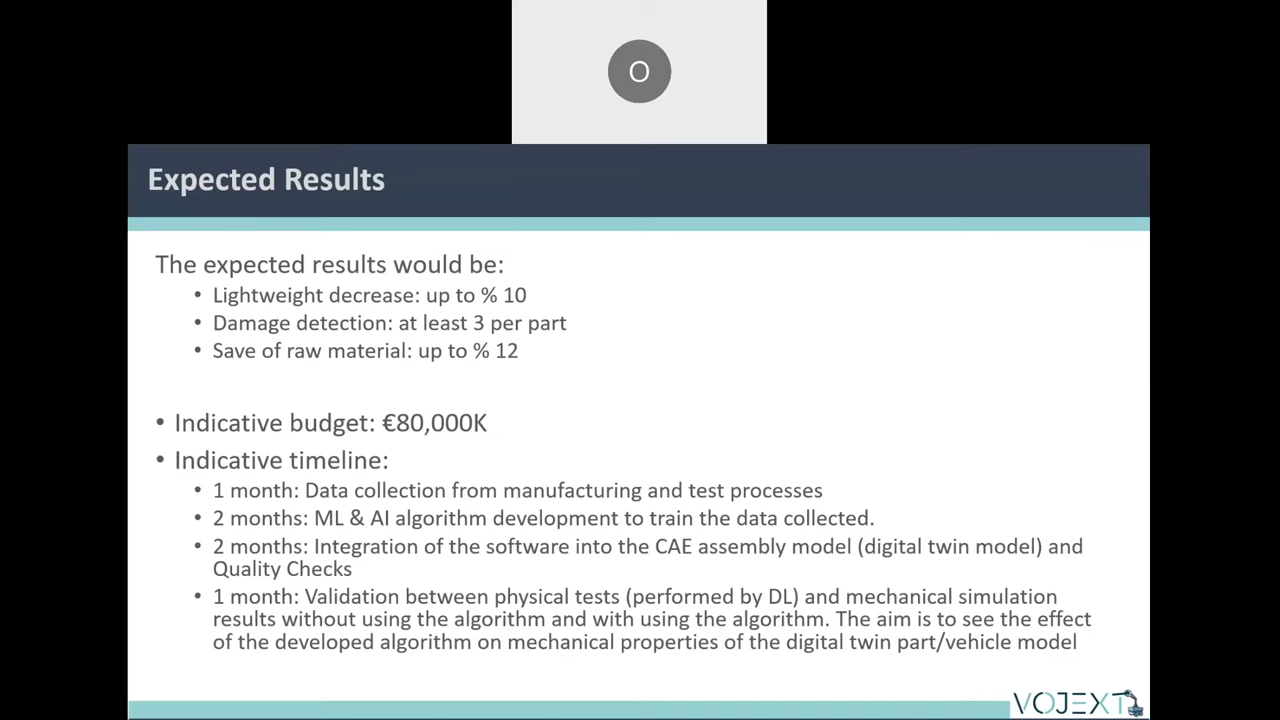 O
Expected Results
The expected results would be:
• Lightweight decrease: up to % 10
• Damage detection: at least 3 per part
• Save of raw material: up to % 12
• Indicative budget: €80,000K
• Indicative timeline:
• 1 month: Data collection from manufacturing and test processes
• 2 months: ML & AI algorithm development to train the data collected.
• 2 months: Integration of the software into the CAE assembly model (digital twin model) and
Quality Checks
• 1 month: Validation between physical tests (performed by DL) and mechanical simulation
results without using the algorithm and with using the algorithm. The aim is to see the effect
of the developed algorithm on mechanical properties of the digital twin part/vehicle model
VOJEXT